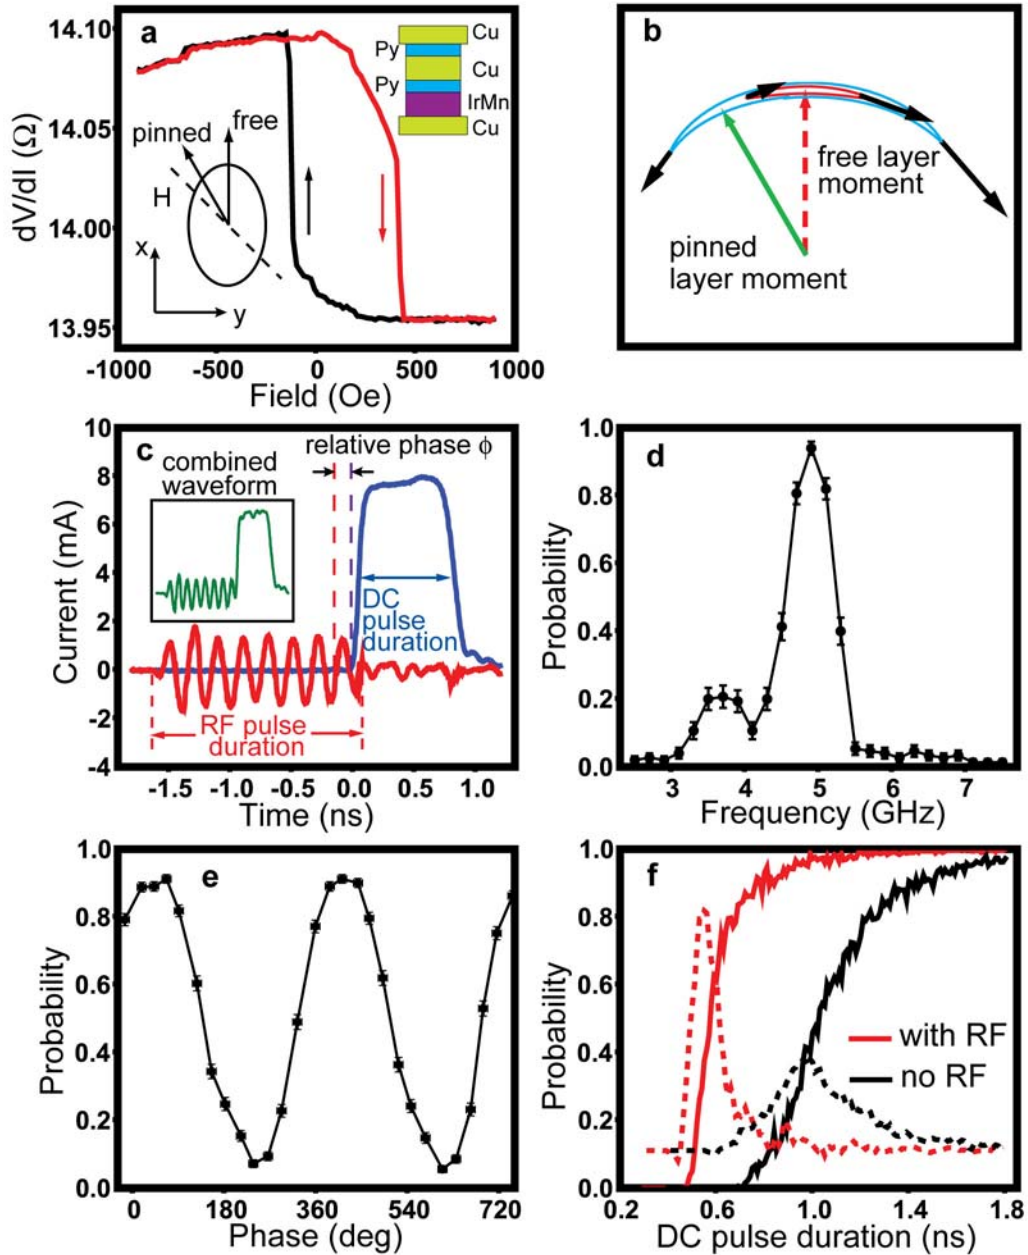 a
14.10
14.05
14.00
13.95
dV/dI (Ω)
Cu
Py
Cu
Py
IrMn
Cu
free
pinned
H
x
y
-1000
-500
0
500
1000
Field (Oe)
b
free layer
moment
pinned
layer moment
c
10
8
6
4
2
0
-2
-4
Current (mA)
relative phase ϕ
combined
waveform
DC
pulse
duration
RF pulse
duration
-1.5
-1.0
-0.5
0.0
0.5
1.0
Time (ns)
d
1.0
0.8
0.6
0.4
0.2
0.0
Probability
3
4
5
6
7
Frequency (GHz)
e
1.0
0.8
0.6
0.4
0.2
0.0
Probability
0
180
360
540
720
Phase (deg)
f
1.0
0.8
0.6
0.4
0.2
0.0
Probability
with RF
no RF
0.2
0.6
1.0
1.4
1.8
DC pulse duration (ns)